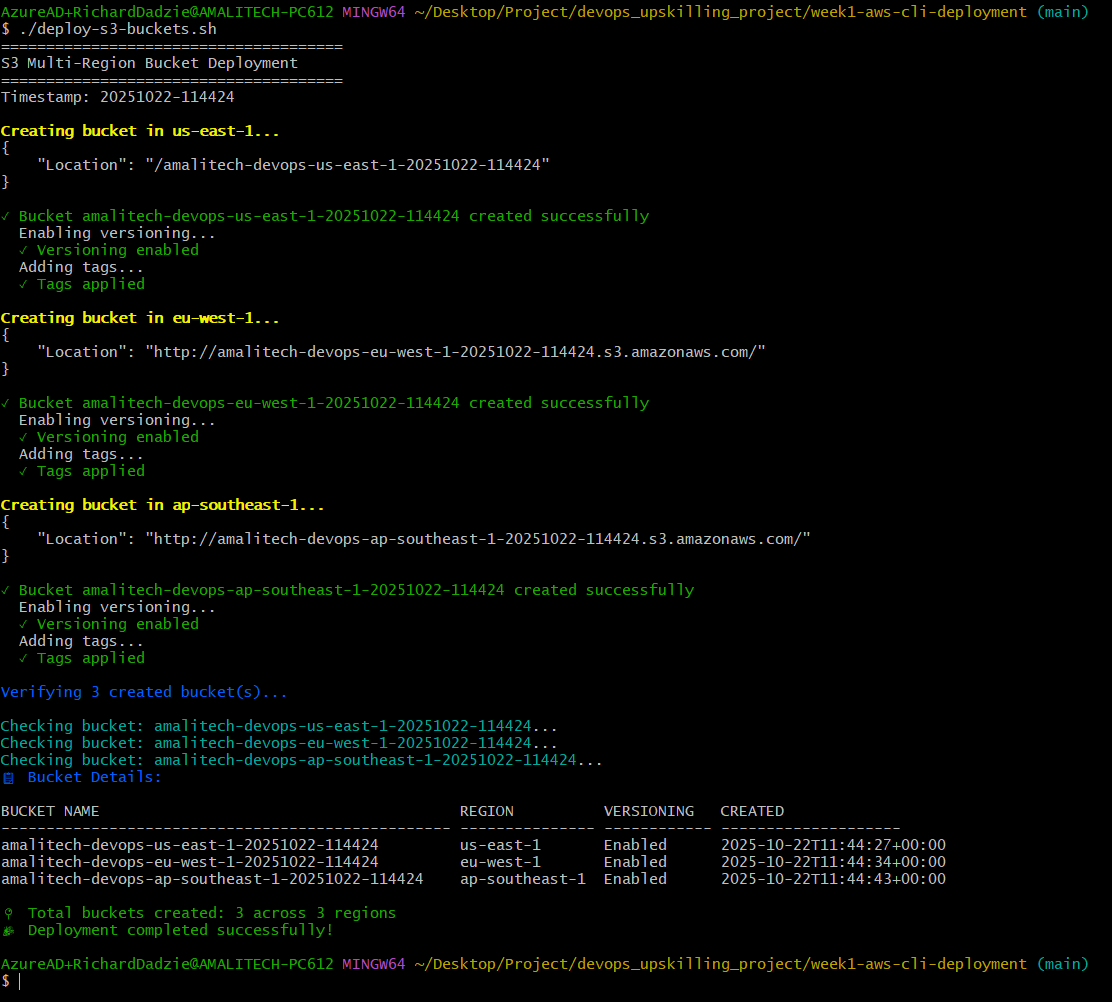 AzureAD+RichardDadzie@AMALITECH-PC612 MINGW64 ~/Desktop/Project/devops_upskilling_project/week1-aws-cli-deployment (main)
$ ./deploy-s3-buckets.sh
======================================
S3 Multi-Region Bucket Deployment
======================================
Timestamp: 20251022-114424

Creating bucket in us-east-1...
{
    "Location": "/amalitech-devops-us-east-1-20251022-114424"
}

✓ Bucket amalitech-devops-us-east-1-20251022-114424 created successfully
  Enabling versioning...
  ✓ Versioning enabled
  Adding tags...
  ✓ Tags applied

Creating bucket in eu-west-1...
{
    "Location": "http://amalitech-devops-eu-west-1-20251022-114424.s3.amazonaws.com/"
}

✓ Bucket amalitech-devops-eu-west-1-20251022-114424 created successfully
  Enabling versioning...
  ✓ Versioning enabled
  Adding tags...
  ✓ Tags applied

Creating bucket in ap-southeast-1...
{
    "Location": "http://amalitech-devops-ap-southeast-1-20251022-114424.s3.amazonaws.com/"
}

✓ Bucket amalitech-devops-ap-southeast-1-20251022-114424 created successfully
  Enabling versioning...
  ✓ Versioning enabled
  Adding tags...
  ✓ Tags applied

Verifying 3 created bucket(s)...

Checking bucket: amalitech-devops-us-east-1-20251022-114424...
Checking bucket: amalitech-devops-eu-west-1-20251022-114424...
Checking bucket: amalitech-devops-ap-southeast-1-20251022-114424...
📋 Bucket Details:

BUCKET NAME                                        REGION          VERSIONING   CREATED
-------------------------------------------------- --------------- ------------ --------------------
amalitech-devops-us-east-1-20251022-114424         us-east-1       Enabled      2025-10-22T11:44:27+00:00
amalitech-devops-eu-west-1-20251022-114424         eu-west-1       Enabled      2025-10-22T11:44:34+00:00
amalitech-devops-ap-southeast-1-20251022-114424    ap-southeast-1  Enabled      2025-10-22T11:44:43+00:00

📍 Total buckets created: 3 across 3 regions
🎉 Deployment completed successfully!

AzureAD+RichardDadzie@AMALITECH-PC612 MINGW64 ~/Desktop/Project/devops_upskilling_project/week1-aws-cli-deployment (main)
$